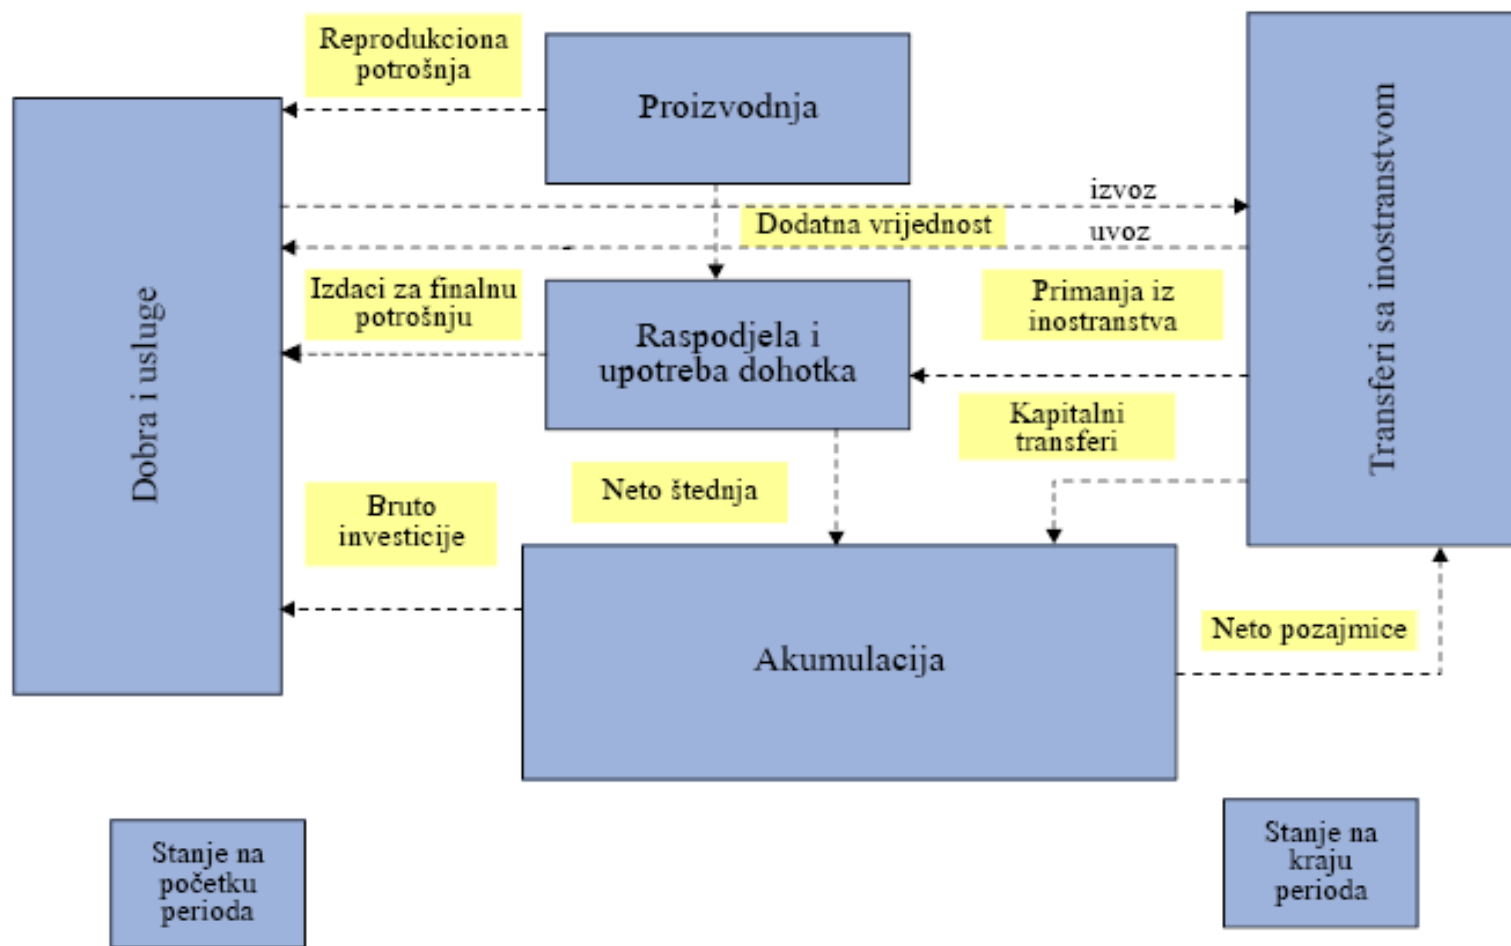 Reprodukciona
potrošnja
Proizvodnja
Transferi sa inostranstvom
izvoz
Dodatna vrijednost
uvoz
Dobra i usluge
Izdaci za finalnu
potrošnju
Raspodjela i
upotreba dohotka
Primanja iz
inostranstva
Kapitalni
transferi
Neto štednja
Bruto
investicije
Neto pozajmice
Akumulacija
Stanje na
početku
perioda
Stanje na
kraju
perioda